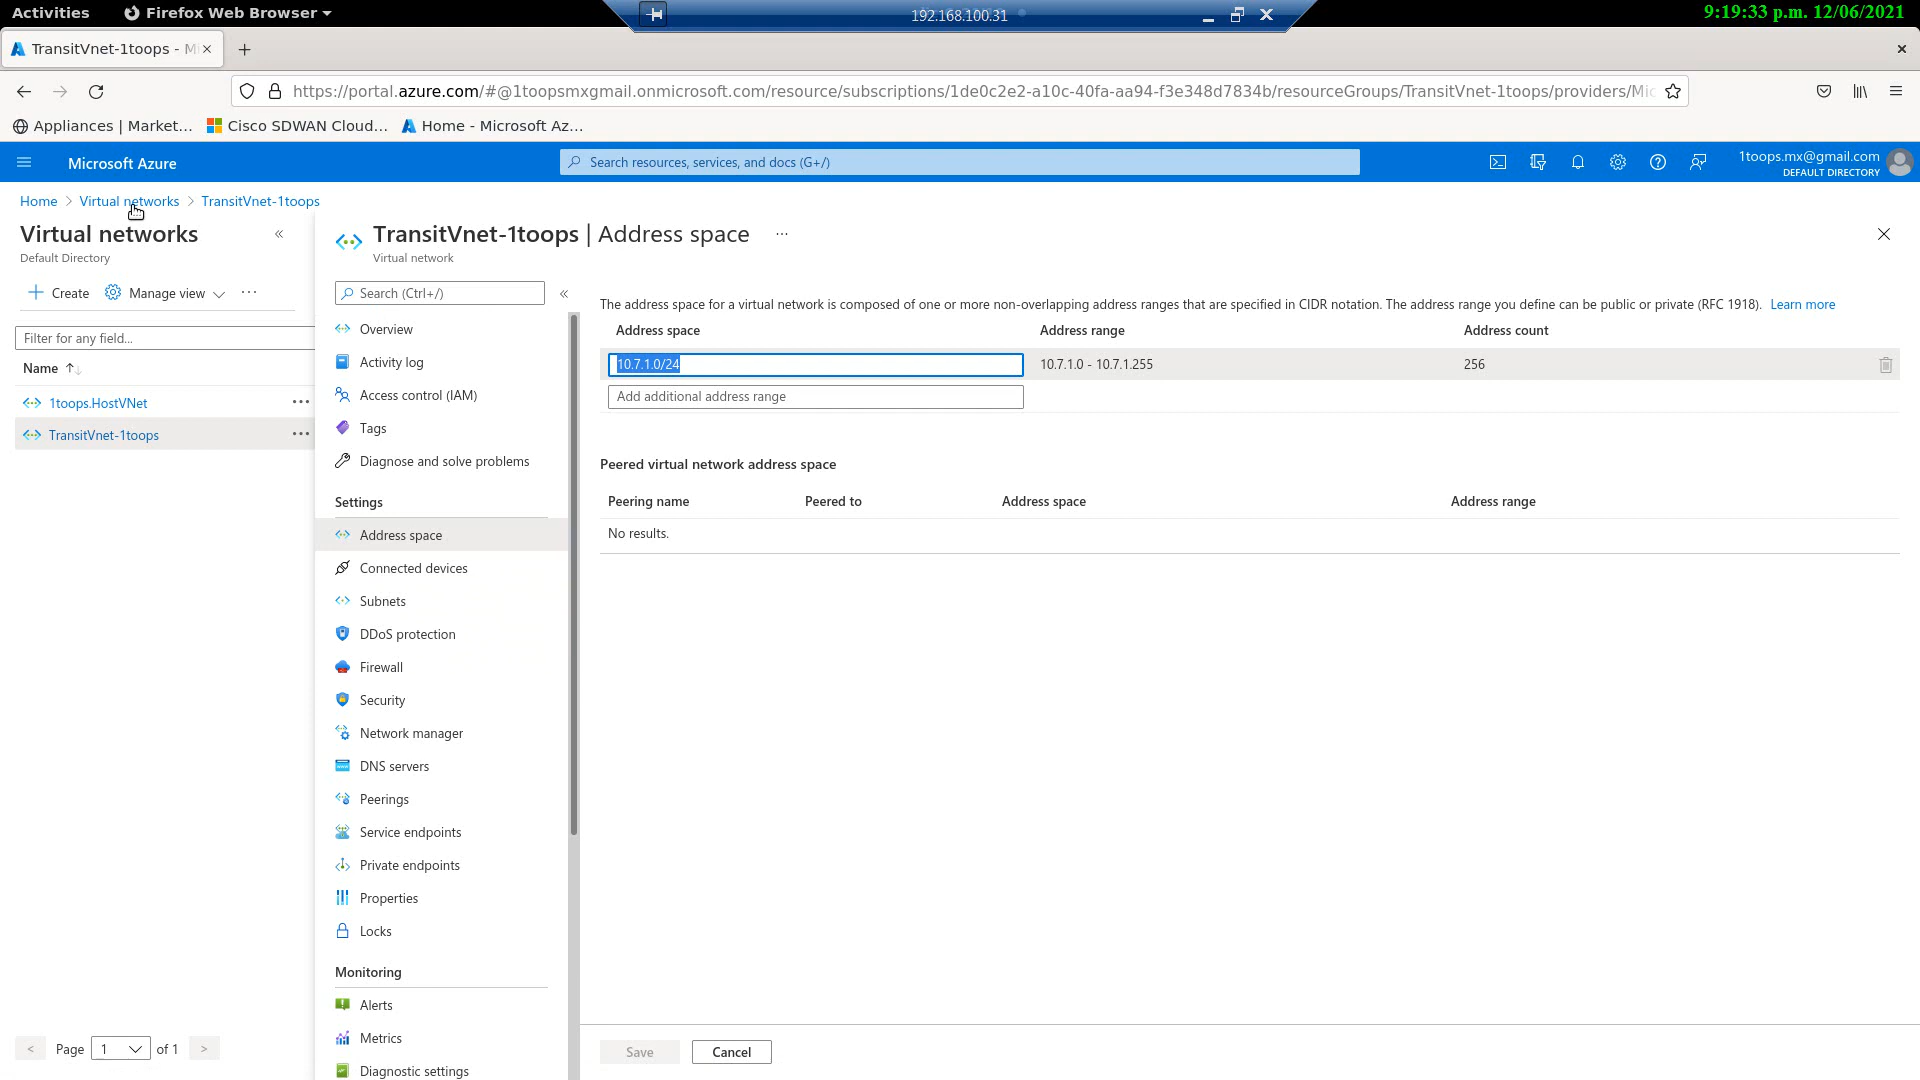 Activities
Firefox Web Browser
192.168.100.31
9:19:33 p.m. 12/06/2021
TransitVnet-1toops - M
https://portal.azure.com/#@1toopsmxgmail.onmicrosoft.com/resource/subscriptions/1de0c2e2-a10c-40fa-aa94-f3e348d7834b/resourceGroups/TransitVnet-1toops/providers/Mic
Appliances | Market...
Cisco SDWAN Cloud...
Home - Microsoft Az...
Microsoft Azure
Search resources, services, and docs (G+/)
1toops.mx@gmail.com
DEFAULT DIRECTORY
Home > Virtual networks > TransitVnet-1toops
Virtual networks
Default Directory
+ Create
Manage view
Filter for any field...
Name
1toops.HostVNet
TransitVnet-1toops
< Page 1 of 1 >
TransitVnet-1toops | Address space
Virtual network
Search (Ctrl+/)
Overview
Activity log
Access control (IAM)
Tags
Diagnose and solve problems
Settings
Address space
Connected devices
Subnets
DDoS protection
Firewall
Security
Network manager
DNS servers
Peerings
Service endpoints
Private endpoints
Properties
Locks
Monitoring
Alerts
Metrics
Diagnostic settings
The address space for a virtual network is composed of one or more non-overlapping address ranges that are specified in CIDR notation. The address range you define can be public or private (RFC 1918). Learn more
Address space Address range Address count
10.7.1.0/24 10.7.1.0 - 10.7.1.255 256
Add additional address range
Peered virtual network address space
Peering name Peered to Address space Address range
No results.
Save Cancel